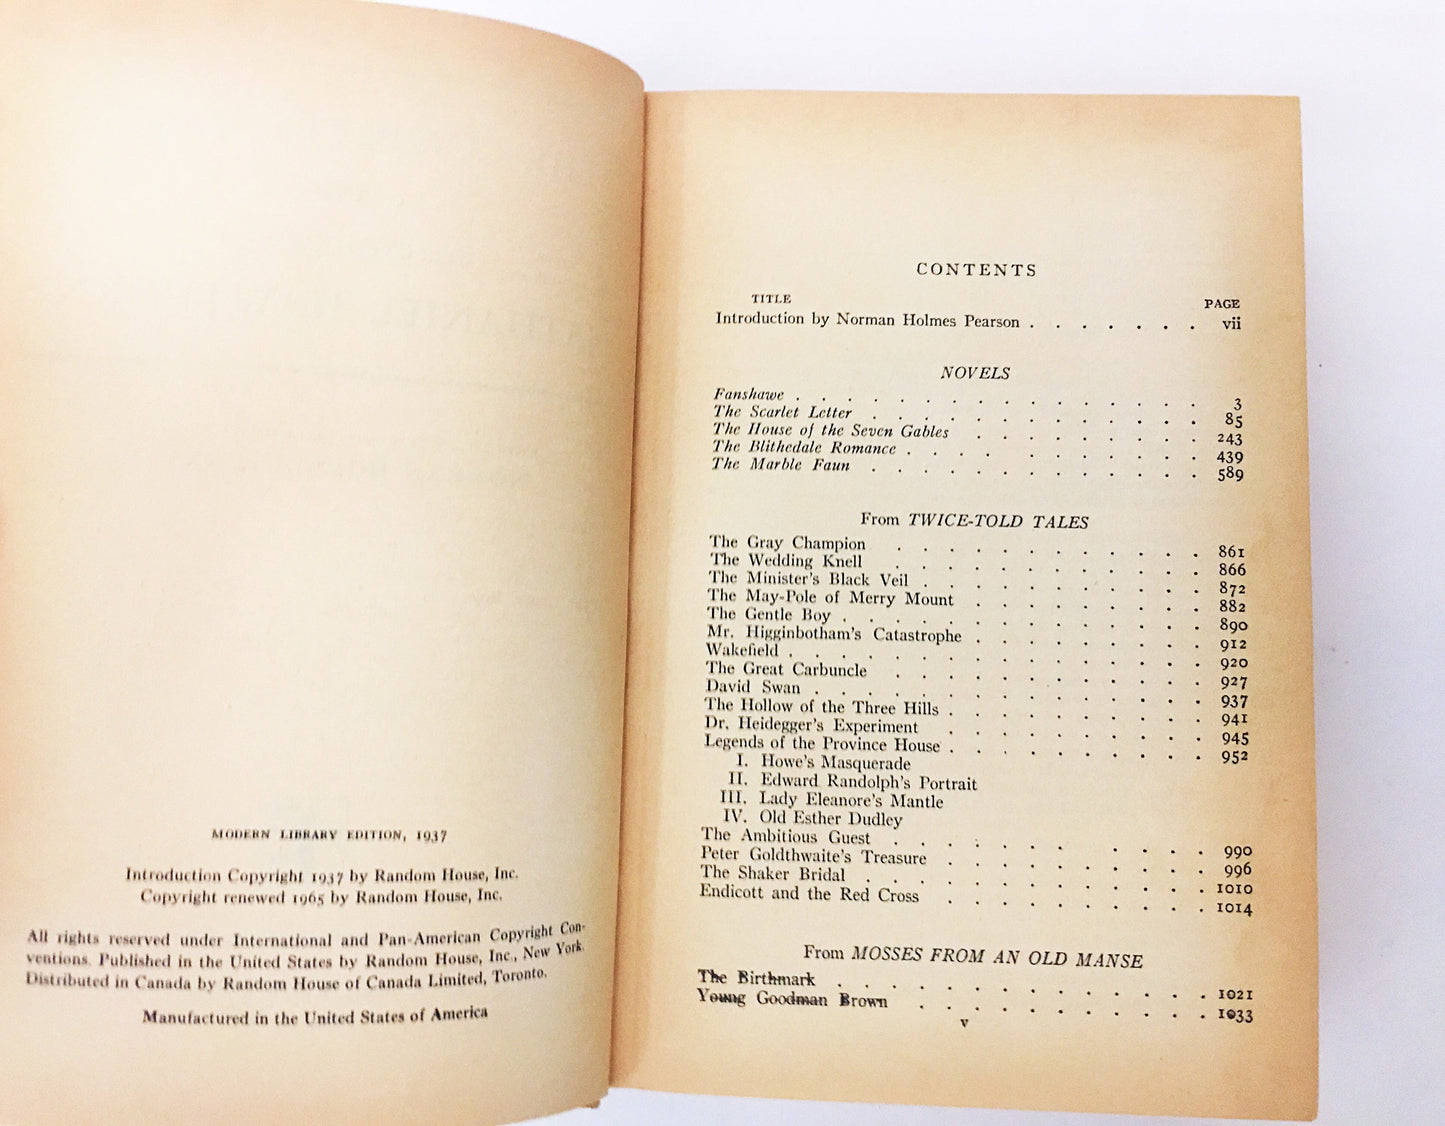 MODERN LIBRARY EDITION, 1937
Introduction Copyright 1937 by Random House, Inc.
Copyright renewed 1965 by Random House, Inc.
All rights reserved under International and Pan-American Copyright Con-
ventions. Published in the United States by Random House, Inc., New York.
Distributed in Canada by Random House of Canada Limited, Toronto.
Manufactured in the United States of America
CONTENTS
TITLE PAGE
Introduction by Norman Holmes Pearson . . . . . . . vii
NOVELS
Fanshawe . . . . . . . . . . . . . . . . 3
The Scarlet Letter . . . . . . . . . . . . . 85
The House of the Seven Gables . . . . . . . . . 243
The Blithedale Romance . . . . . . . . . . . 439
The Marble Faun . . . . . . . . . . . . . 589
From TWICE-TOLD TALES
The Gray Champion . . . . . . . . . . . . 861
The Wedding Knell . . . . . . . . . . . . 866
The Minister's Black Veil . . . . . . . . . . . 872
The May-Pole of Merry Mount . . . . . . . . . 882
The Gentle Boy . . . . . . . . . . . . . . 890
Mr. Higginbotham's Catastrophe . . . . . . . . . 912
Wakefield . . . . . . . . . . . . . . . . 920
The Great Carbuncle . . . . . . . . . . . . 927
David Swan . . . . . . . . . . . . . . . 937
The Hollow of the Three Hills . . . . . . . . . . 941
Dr. Heidegger's Experiment . . . . . . . . . . 945
Legends of the Province House . . . . . . . . . . 952
I. Howe's Masquerade
II. Edward Randolph's Portrait
III. Lady Eleanore's Mantle
IV. Old Esther Dudley
The Ambitious Guest . . . . . . . . . . . 990
Peter Goldthwaite's Treasure . . . . . . . . . . 996
The Shaker Bridal . . . . . . . . . . . . . 1010
Endicott and the Red Cross . . . . . . . . . . 1014
From MOSSES FROM AN OLD MANSE
The Birthmark . . . . . . . . . . . . . . 1021
Young Goodman Brown . . . . . . . . . . . 1033
v